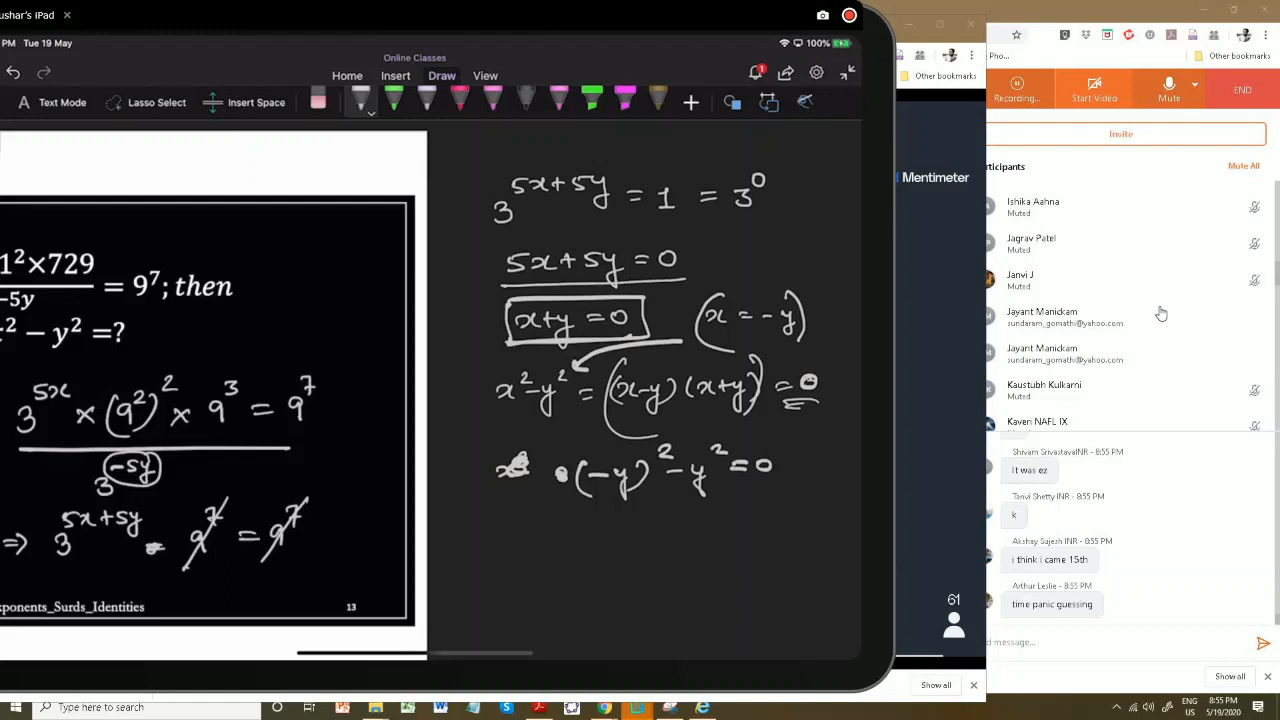 ushar's iPad ×
PM Tue 19 May
100%
Online Classes
Home Insert Draw View
1
Text Mode Lasso Select Insert Space
1² × 729
−5y
= 9⁷; then
x² − y² =?
3^5x × (9²)² × 9³ = 9⁷
3^−5y
⇒ 3^5x+5y 9⁷ = 9⁷
xponents_Surds_Identities 13
3^5x+5y = 1 = 3⁰
5x+5y = 0
x+y = 0 (x = −y)
x²−y² = (x−y)(x+y) = 0
(−y)² − y² = 0
Other bookmarks
Mentimeter
61
Show all ×
Pho...
Other bookmarks
Recording... Start Video Mute END
Invite
articipants Mute All
Ishika Aahna
Muted
Jagrav Patel
Muted
Janvi J
Muted
Jayant Manickam
sundaram_gomathi@yahoo.com
Jayant Manickam
sundaram_gomathi@yahoo.com
Kaustubh Kulkarni
Muted
Kaveri NAFL IX
Shivam SrivastavaINR - 8:55 PM
It was ez
Tanvi Shetty INR - 8:55 PM
k
Akshay Sujesh INR - 8:55 PM
i think i came 15th
Arthur Leslie - 8:55 PM
time panic guessing
d message...
Show all ×
Type here to search
ENG
US
8:55 PM
5/19/2020